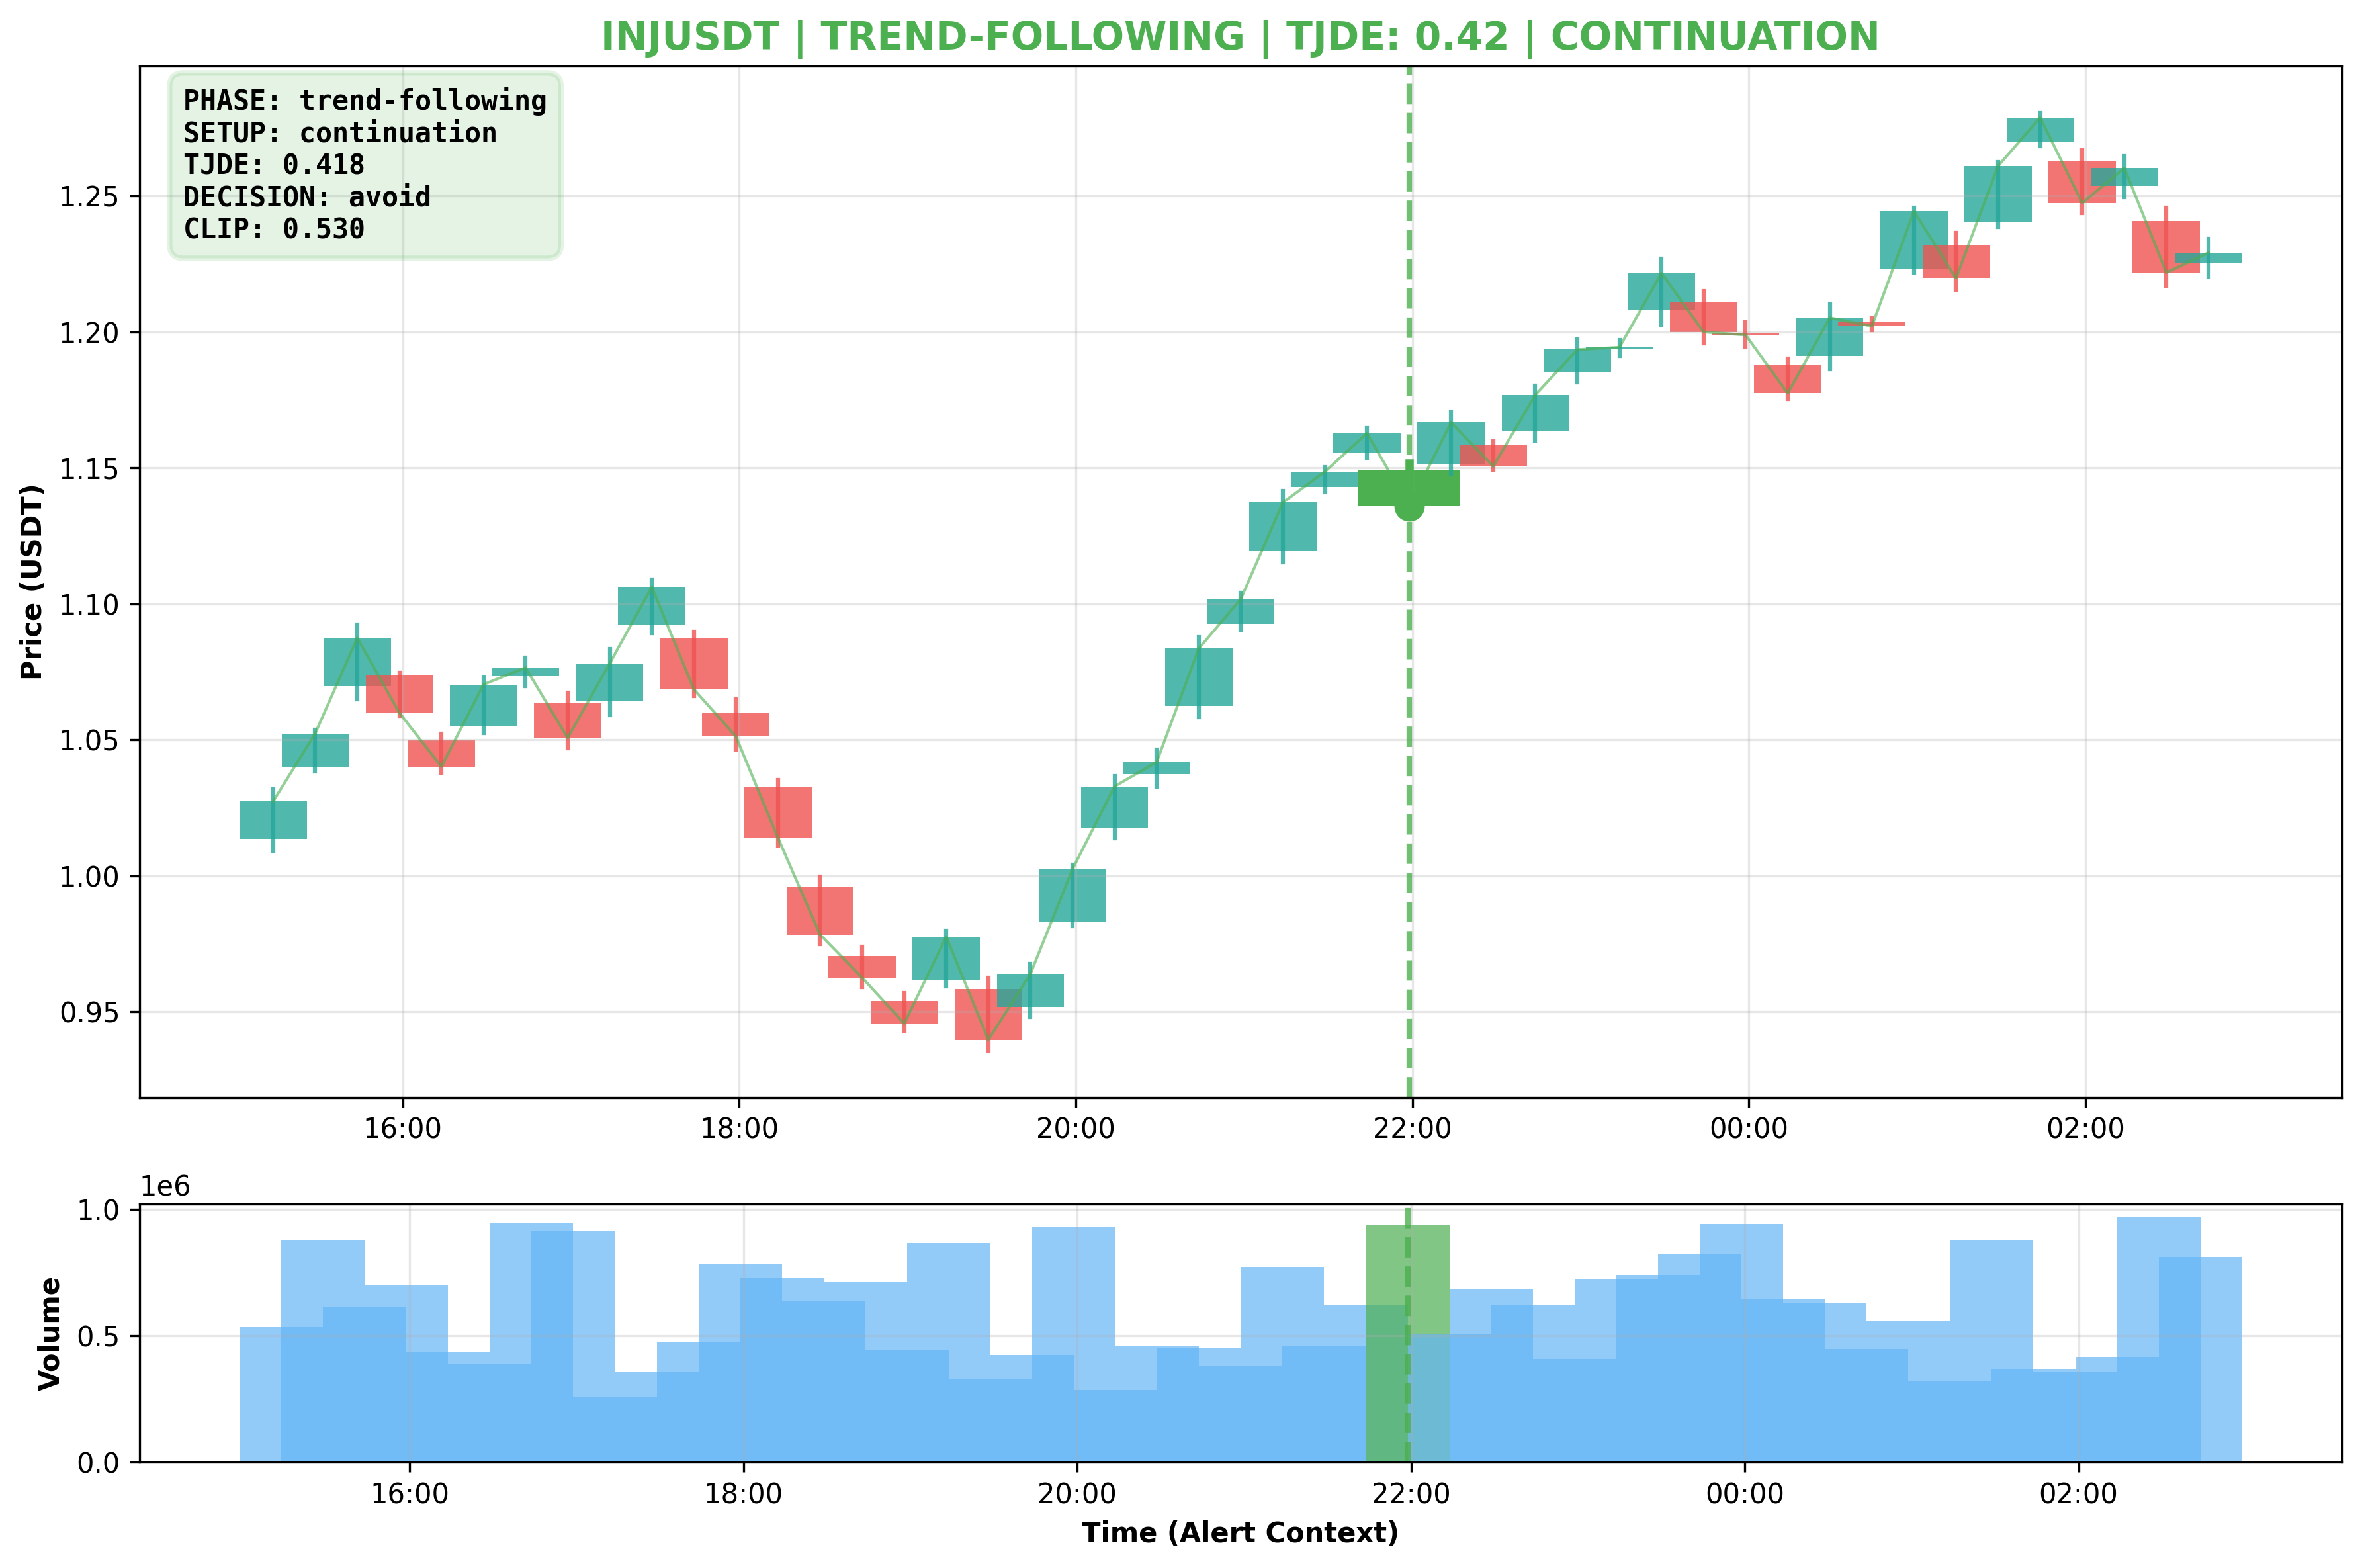 INJUSDT | TREND-FOLLOWING | TJDE: 0.42 | CONTINUATION
PHASE: trend-following
SETUP: continuation
TJDE: 0.418
DECISION: avoid
CLIP: 0.530
Price (USDT)
1.25
1.20
1.15
1.10
1.05
1.00
0.95
16:00 18:00 20:00 22:00 00:00 02:00
1e6
Volume
1.0
0.5
0.0
16:00 18:00 20:00 22:00 00:00 02:00
Time (Alert Context)